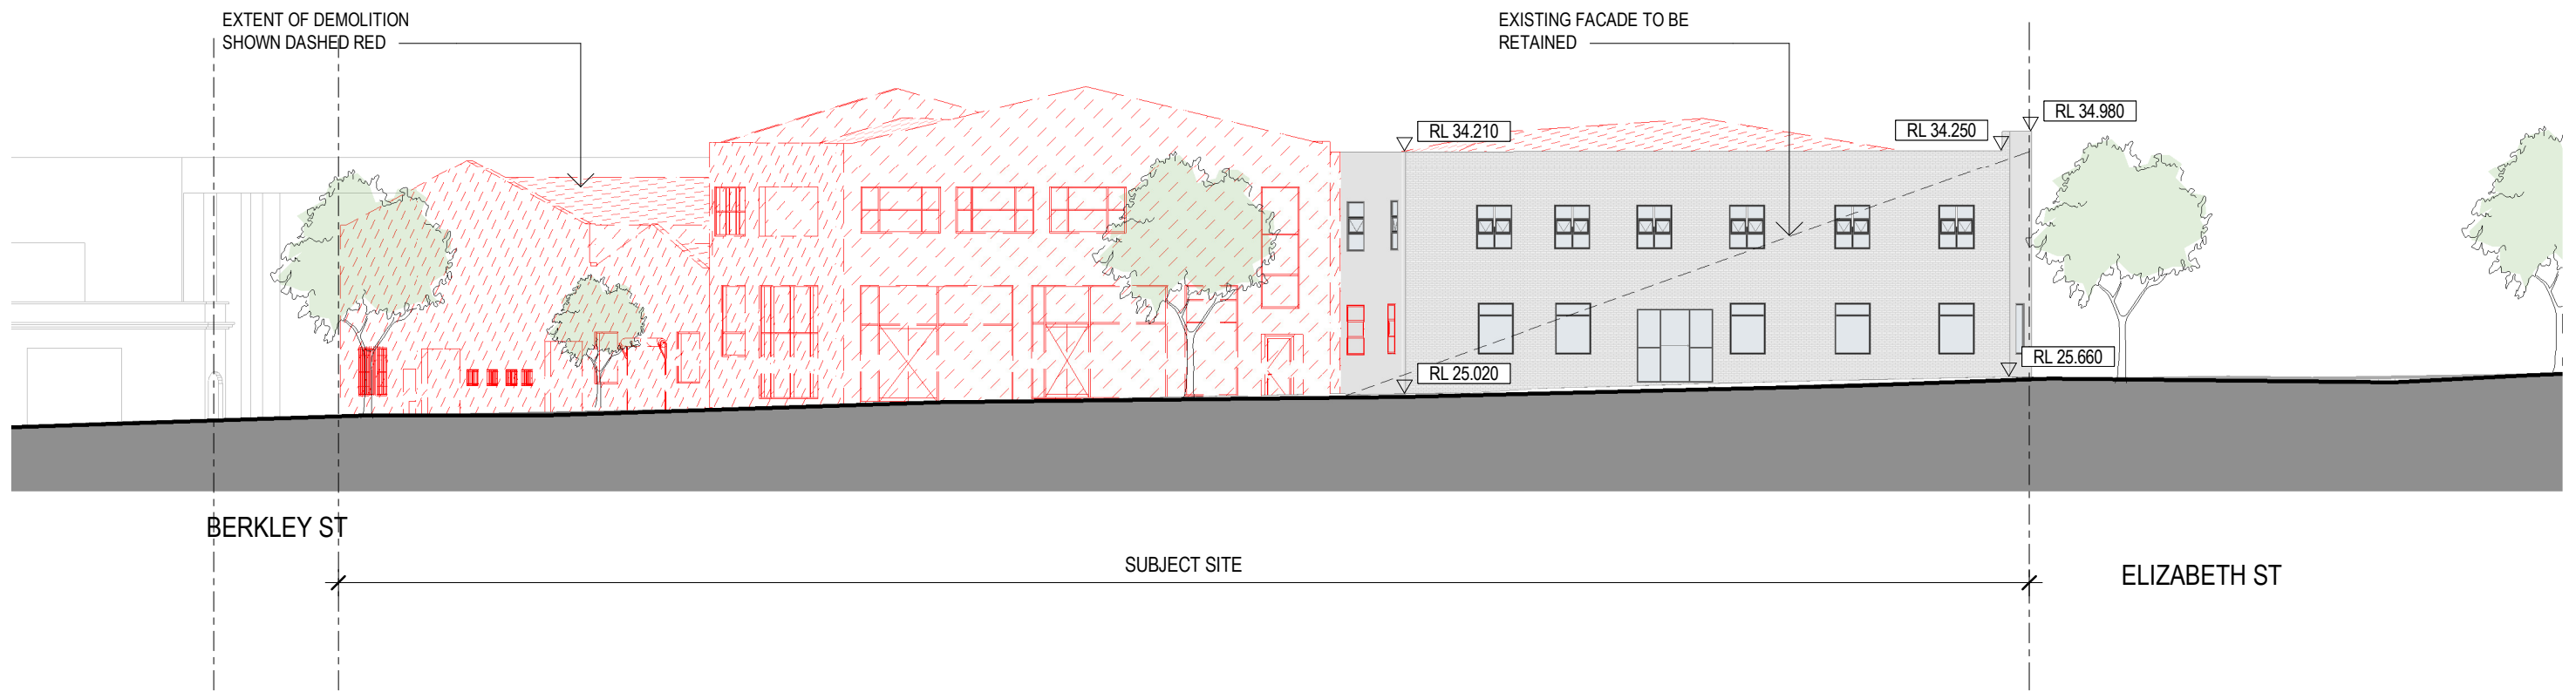 EXTENT OF DEMOLITION
SHOWN DASHED RED
EXISTING FACADE TO BE
RETAINED
RL 34.980
RL 34.210
RL 34.250
RL 25.660
RL 25.020
BERKLEY ST
SUBJECT SITE
ELIZABETH ST